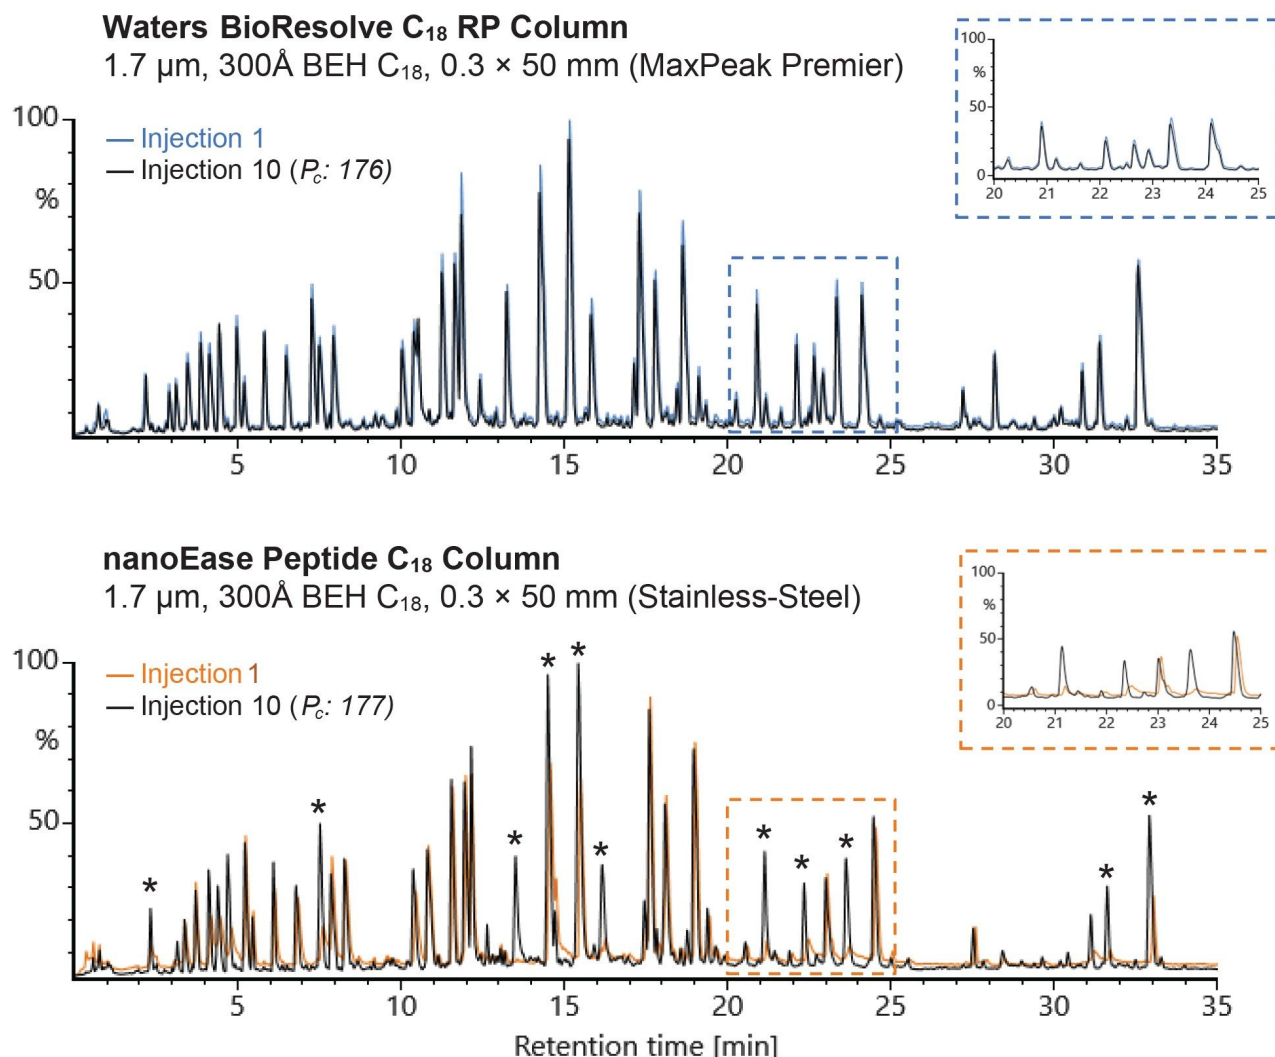 Waters BioResolve C₁₈ RP Column
1.7 µm, 300Å BEH C₁₈, 0.3 × 50 mm (MaxPeak Premier)
100
%
50
0
20 21 22 23 24 25
100
%
50
Injection 1
Injection 10 (P꜀: 176)
5 10 15 20 25 30 35
nanoEase Peptide C₁₈ Column
1.7 µm, 300Å BEH C₁₈, 0.3 × 50 mm (Stainless-Steel)
100
%
50
0
20 21 22 23 24 25
100
%
50
Injection 1
Injection 10 (P꜀: 177)
* * * * * * * * * * *
5 10 15 20 25 30 35
Retention time [min]